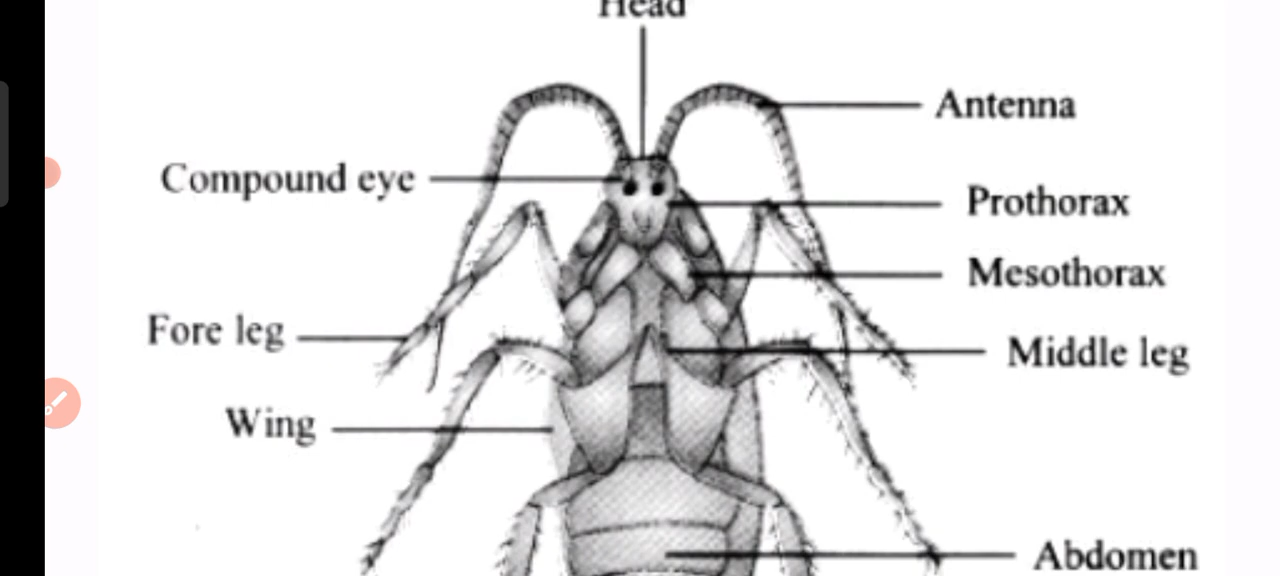 Head
Antenna
Compound eye
Prothorax
Mesothorax
Fore leg
Middle leg
Wing
Abdomen